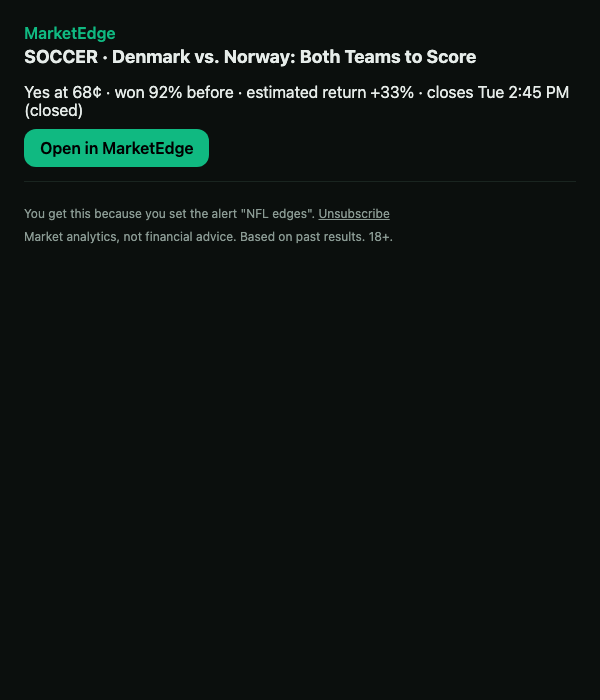 MarketEdge
SOCCER · Denmark vs. Norway: Both Teams to Score
Yes at 68¢ · won 92% before · estimated return +33% · closes Tue 2:45 PM
(closed)
Open in MarketEdge
You get this because you set the alert "NFL edges". Unsubscribe
Market analytics, not financial advice. Based on past results. 18+.